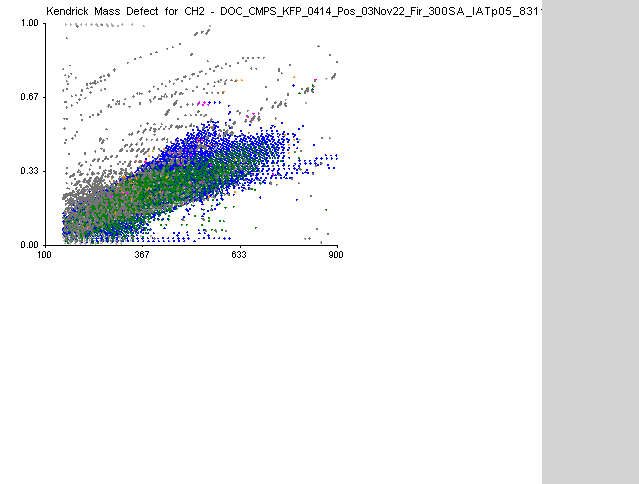 Kendrick Mass Defect for CH2 - DOC_CMPS_KFP_0414_Pos_03Nov22_Fir_300SA_IATp05_831
1.00
0.67
0.33
0.00
100 367 633 900